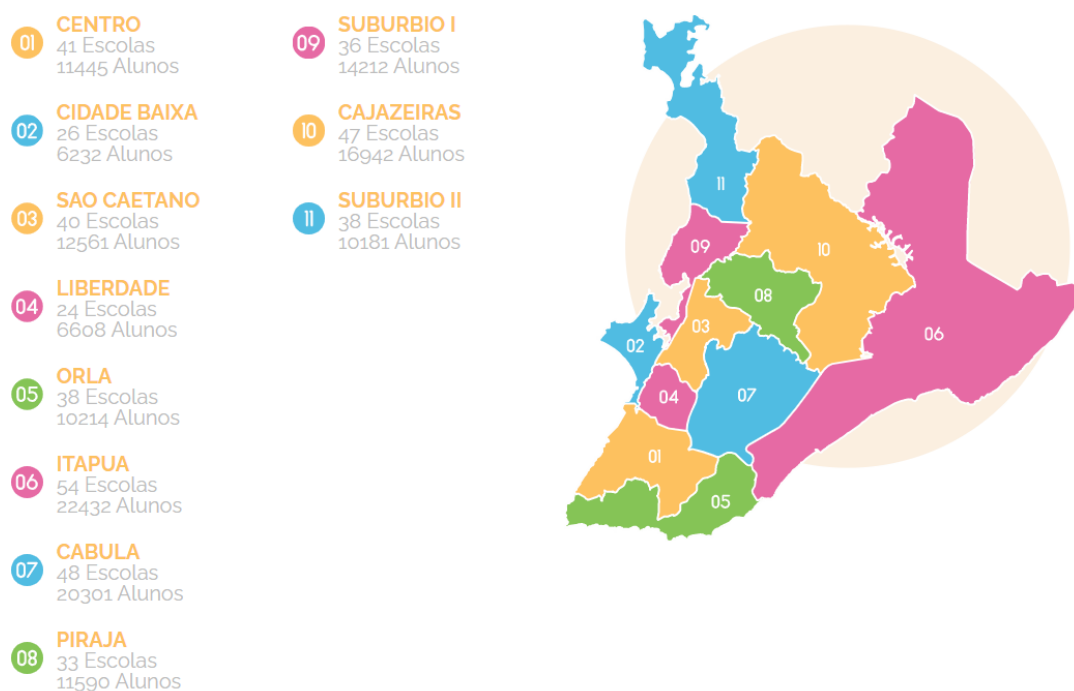 01
CENTRO
41 Escolas
11445 Alunos
02
CIDADE BAIXA
26 Escolas
6232 Alunos
03
SAO CAETANO
40 Escolas
12561 Alunos
04
LIBERDADE
24 Escolas
6608 Alunos
05
ORLA
38 Escolas
10214 Alunos
06
ITAPUA
54 Escolas
22432 Alunos
07
CABULA
48 Escolas
20301 Alunos
08
PIRAJA
33 Escolas
11590 Alunos
09
SUBURBIO I
36 Escolas
14212 Alunos
10
CAJAZEIRAS
47 Escolas
16942 Alunos
11
SUBURBIO II
38 Escolas
10181 Alunos
11
09
10
08
03
06
02
04
07
01
05